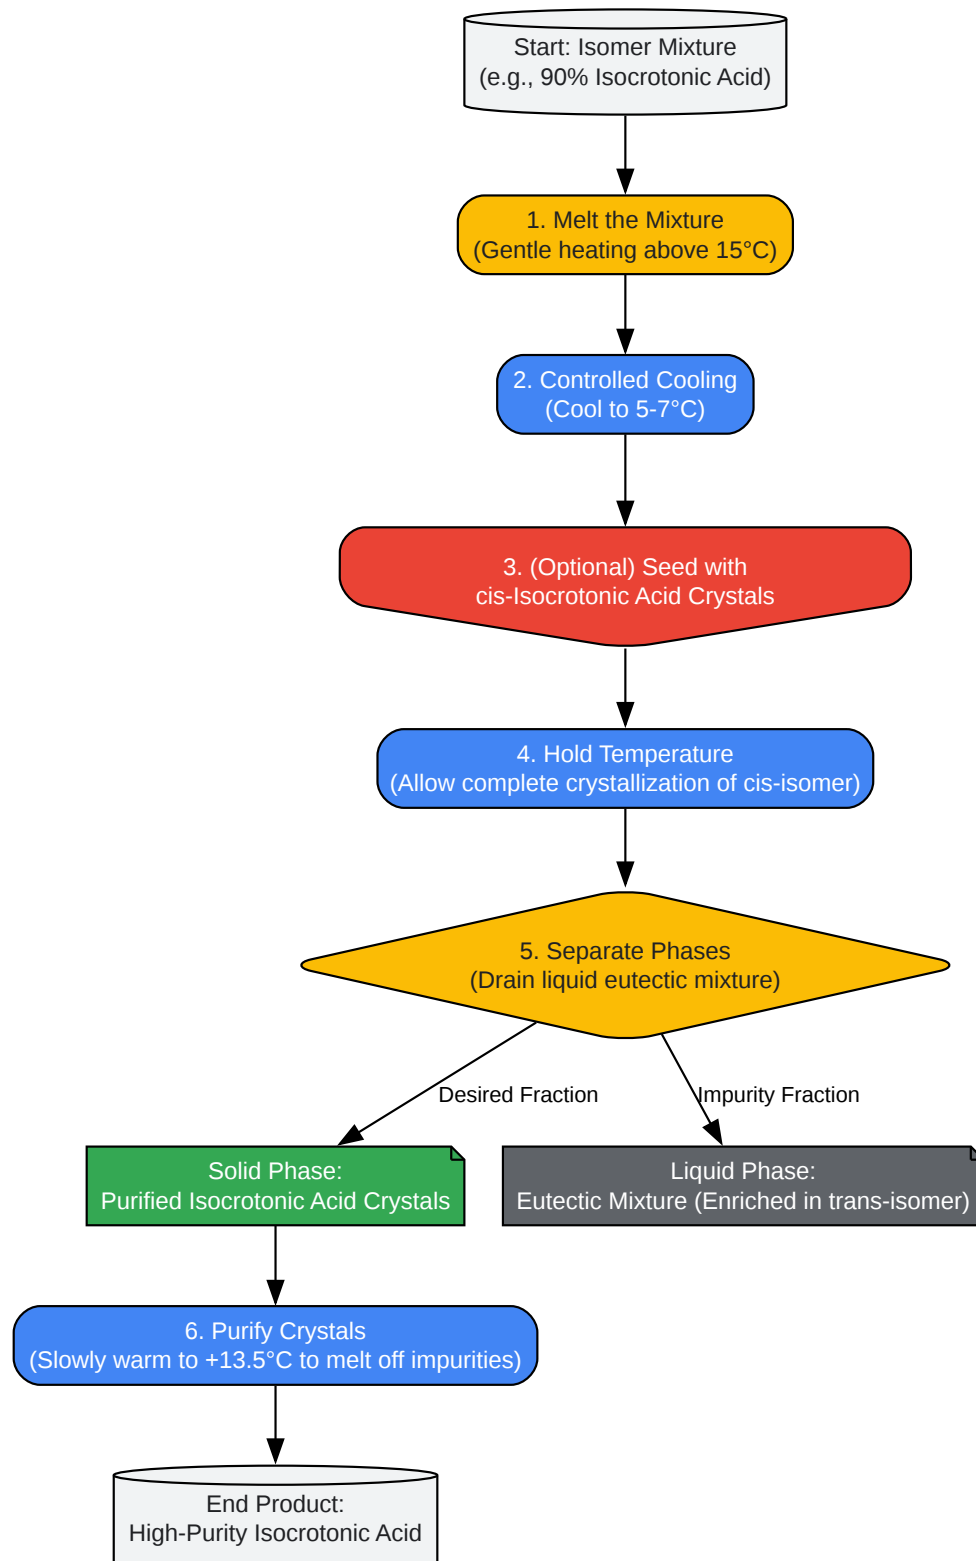 Start: Isomer Mixture
(e.g., 90% Isocrotonic Acid)
1. Melt the Mixture
(Gentle heating above 15°C)
2. Controlled Cooling
(Cool to 5-7°C)
3. (Optional) Seed with
cis-Isocrotonic Acid Crystals
4. Hold Temperature
(Allow complete crystallization of cis-isomer)
5. Separate Phases
(Drain liquid eutectic mixture)
Desired Fraction
Impurity Fraction
Solid Phase:
Purified Isocrotonic Acid Crystals
Liquid Phase:
Eutectic Mixture (Enriched in trans-isomer)
6. Purify Crystals
(Slowly warm to +13.5°C to melt off impurities)
End Product:
High-Purity Isocrotonic Acid